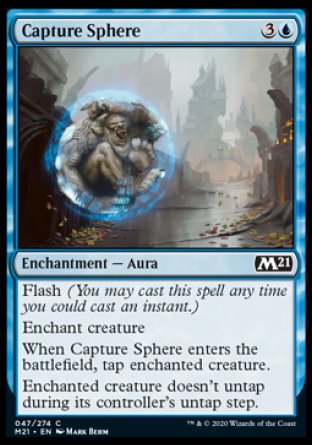 Capture Sphere 3
Enchantment — Aura M21
Flash (You may cast this spell any time
you could cast an instant.)
Enchant creature
When Capture Sphere enters the
battlefield, tap enchanted creature.
Enchanted creature doesn't untap
during its controller's untap step.
047/274 C
M21 • EN Mark Behm ™ & © 2020 Wizards of the Coast